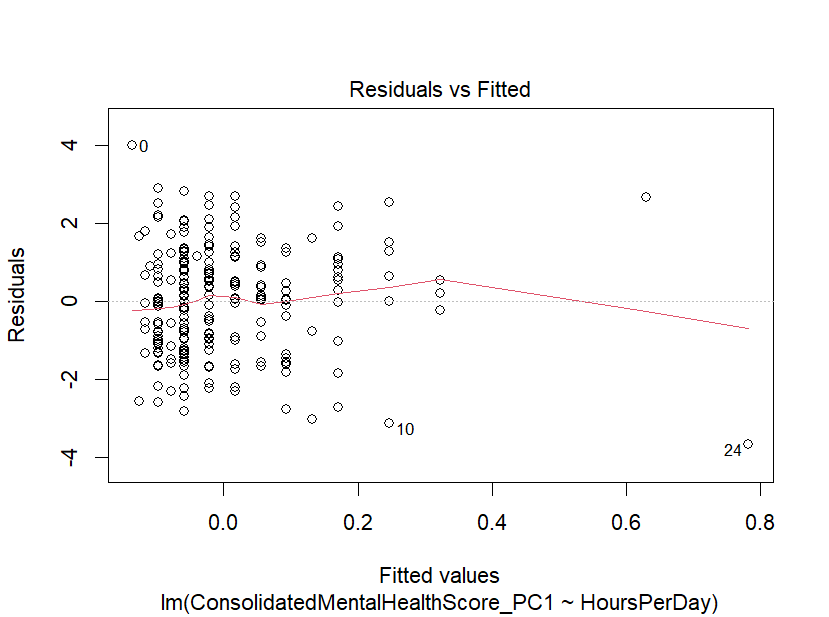 Residuals vs Fitted
Residuals
4
2
0
-2
-4
0
10
24
0.0 0.2 0.4 0.6 0.8
Fitted values
lm(ConsolidatedMentalHealthScore_PC1 ~ HoursPerDay)